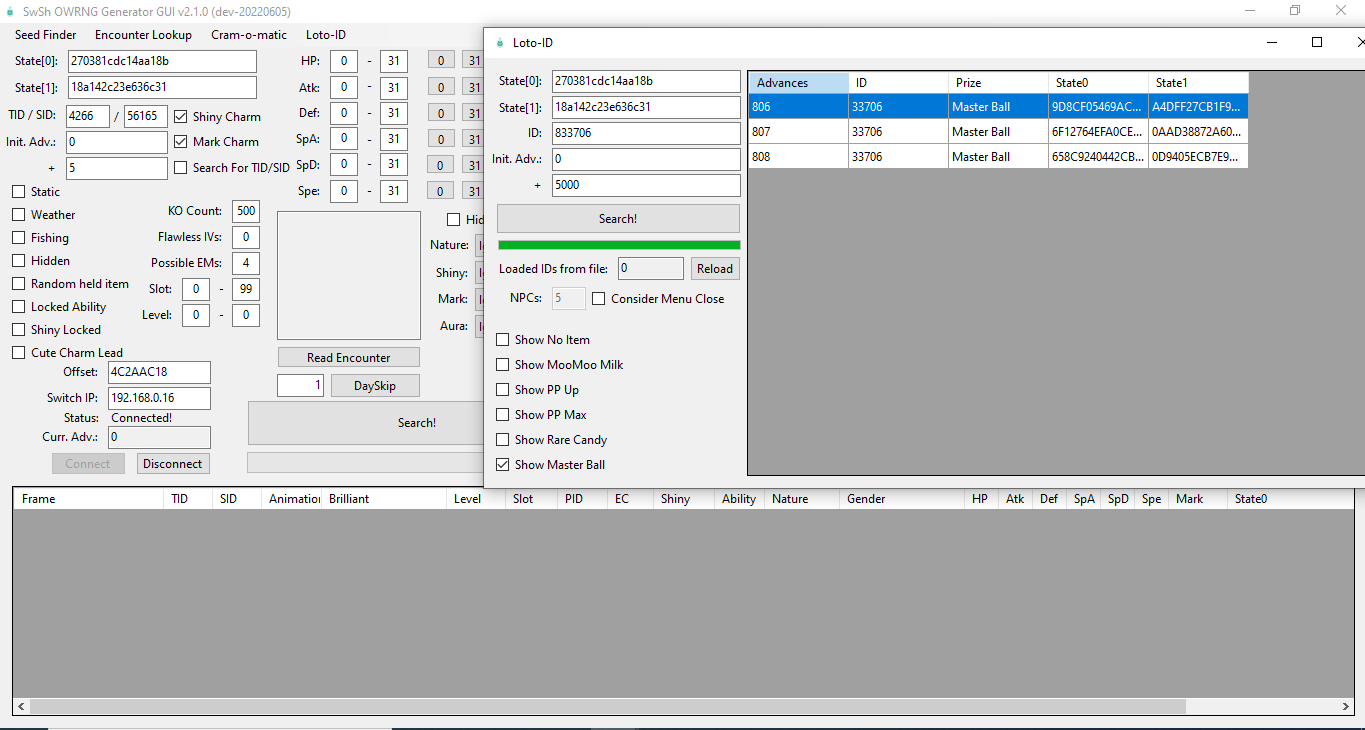 SwSh OWRNG Generator GUI v2.1.0 (dev-20220605)
Seed Finder Encounter Lookup Cram-o-matic Loto-ID
State[0]: 270381cdc14aa18b
State[1]: 18a142c23e636c31
TID / SID: 4266 / 56165 Shiny Charm
Init. Adv.: 0 Mark Charm
+ 5 Search For TID/SID
Static
Weather
Fishing
Hidden
Random held item
Locked Ability
Shiny Locked
Cute Charm Lead
KO Count: 500
Flawless IVs: 0
Possible EMs: 4
Slot: 0 - 99
Level: 0 - 0
Offset: 4C2AAC18
Switch IP: 192.168.0.16
Status: Connected!
Curr. Adv.: 0
Connect Disconnect
HP: 0 - 31 0 31
Atk: 0 - 31 0 31
Def: 0 - 31 0 31
SpA: 0 - 31 0 31
SpD: 0 - 31 0 31
Spe: 0 - 31 0 31
Nature:
Shiny:
Mark:
Aura:
Read Encounter
1 DaySkip
Search!
Loto-ID
State[0]: 270381cdc14aa18b
State[1]: 18a142c23e636c31
ID: 833706
Init. Adv.: 0
+ 5000
Search!
Loaded IDs from file: 0 Reload
NPCs: 5 Consider Menu Close
Show No Item
Show MooMoo Milk
Show PP Up
Show PP Max
Show Rare Candy
Show Master Ball
Advances ID Prize State0 State1
806 33706 Master Ball 9D8CF05469AC... A4DFF27CB1F9...
807 33706 Master Ball 6F12764EFA0CE... 0AAD38872A60...
808 33706 Master Ball 658C9240442CB... 0D9405ECB7E9...
Frame TID SID Animation Brilliant Level Slot PID EC Shiny Ability Nature Gender HP Atk Def SpA SpD Spe Mark State0